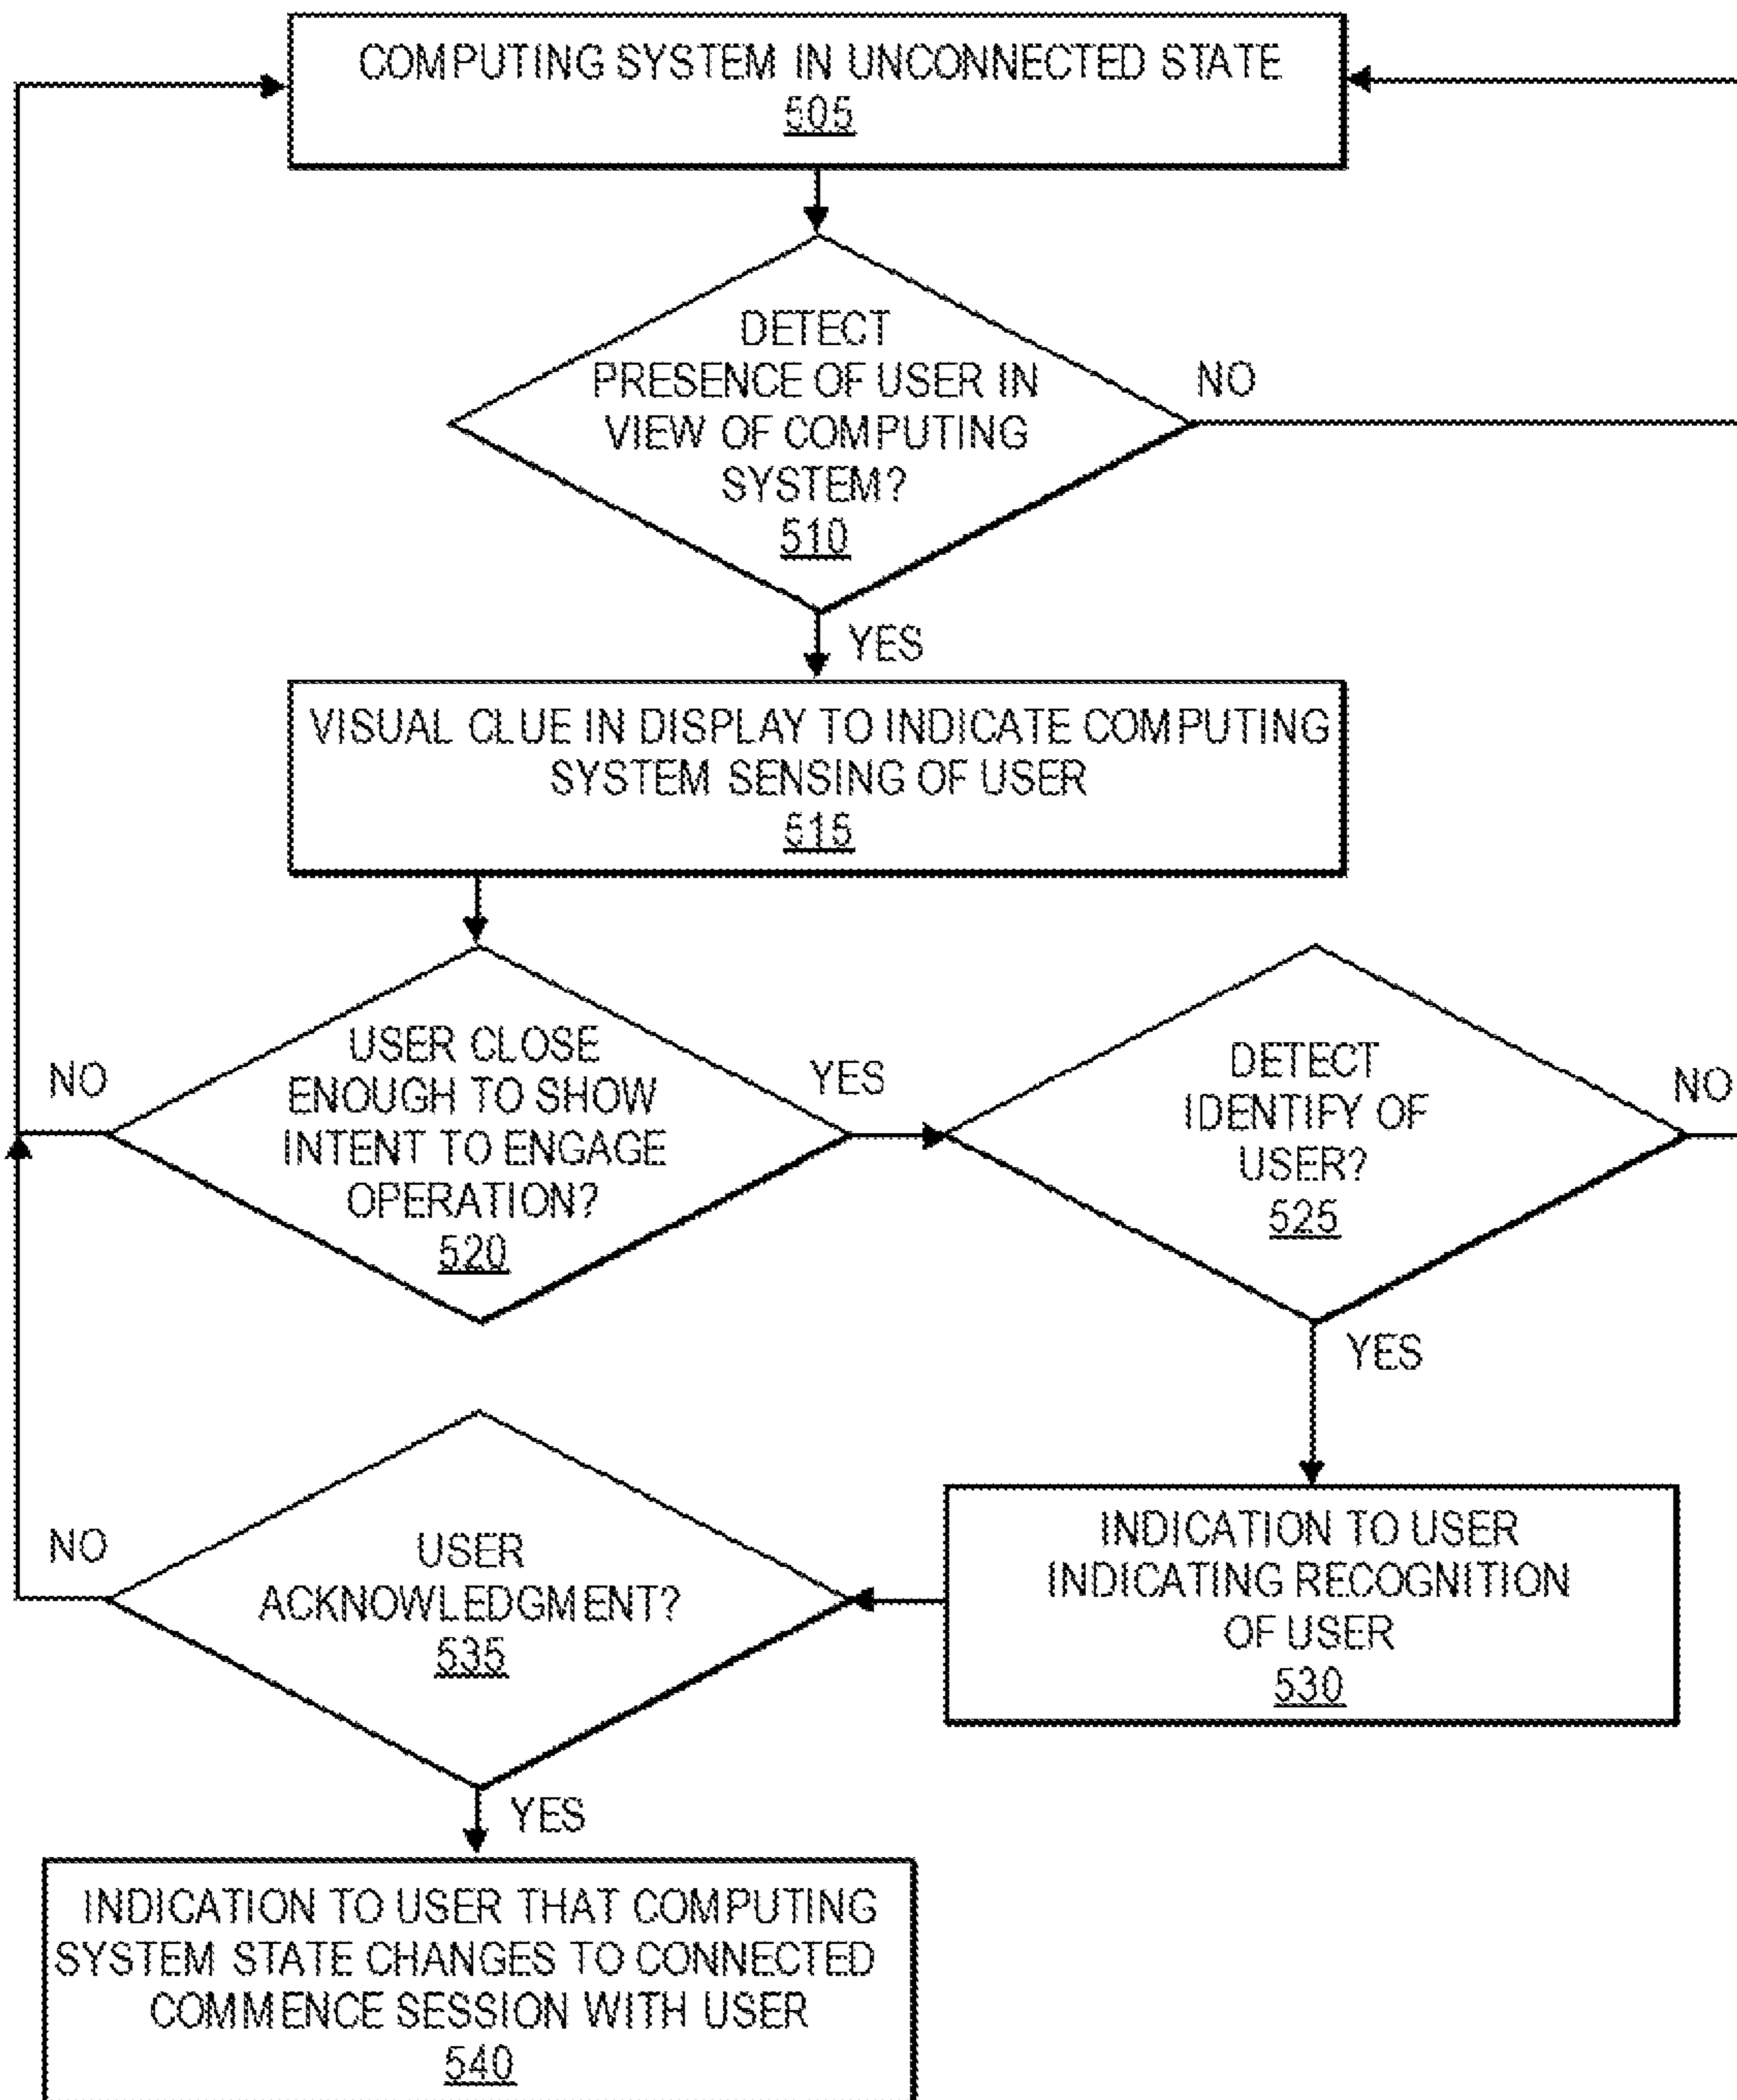 COMPUTING SYSTEM IN UNCONNECTED STATE
505
DETECT
PRESENCE OF USER IN
VIEW OF COMPUTING
SYSTEM?
510
NO
YES
VISUAL CLUE IN DISPLAY TO INDICATE COMPUTING
SYSTEM SENSING OF USER
515
NO
USER CLOSE
ENOUGH TO SHOW
INTENT TO ENGAGE
OPERATION?
520
YES
DETECT
IDENTIFY OF
USER?
525
NO
YES
INDICATION TO USER
INDICATING RECOGNITION
OF USER
530
NO
USER
ACKNOWLEDGMENT?
535
YES
INDICATION TO USER THAT COMPUTING
SYSTEM STATE CHANGES TO CONNECTED
COMMENCE SESSION WITH USER
540